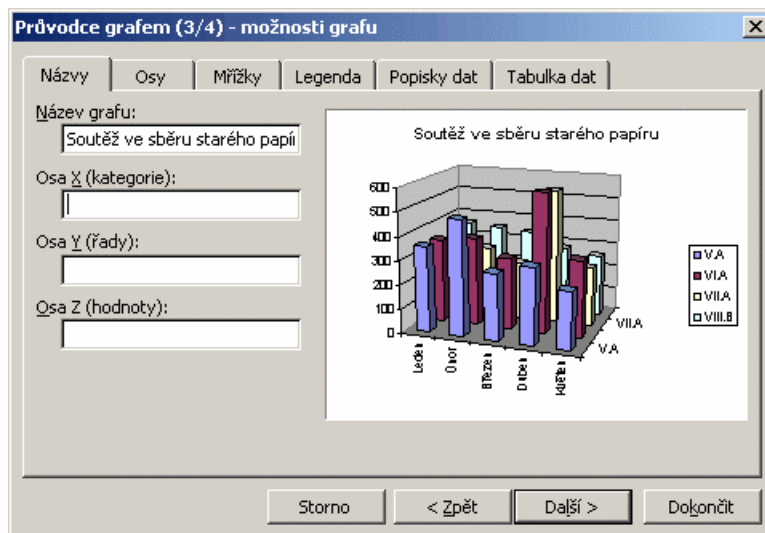 Průvodce grafem (3/4) - možnosti grafu
Názvy Osy Mřížky Legenda Popisky dat Tabulka dat
Název grafu:
Soutěž ve sběru starého papír
Osa X (kategorie):
Osa Y (řady):
Osa Z (hodnoty):
Soutěž ve sběru starého papíru
600
500
400
300
200
100
0
Leden
Únor
Březen
Duben
Květen
VII.A
V.A
V.A
VI.A
VII.A
VIII.B
Storno < Zpět Další > Dokončit